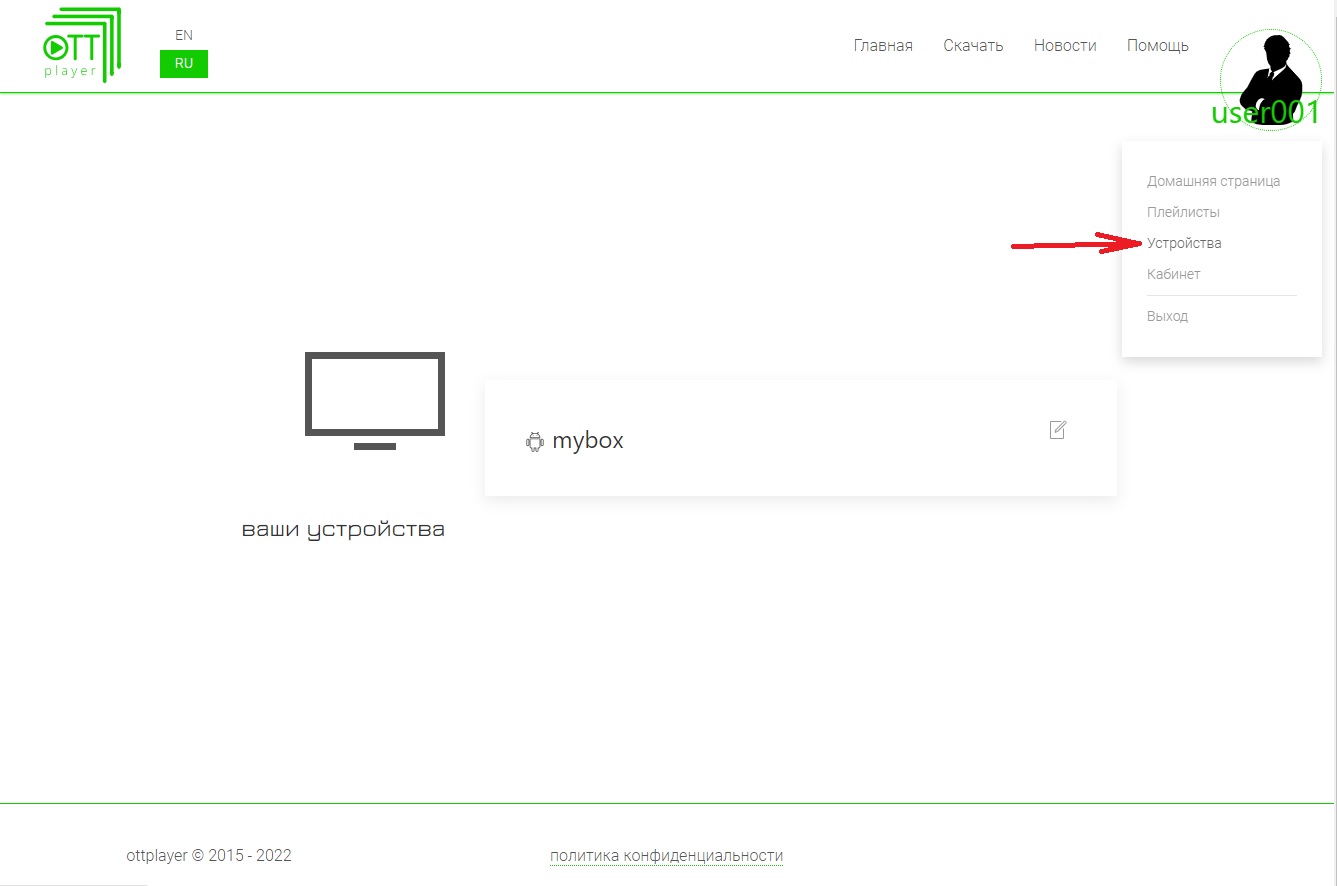 OTT
player
EN
RU
Главная Скачать Новости Помощь
user001
Домашняя страница
Плейлисты
Устройства
Кабинет
Выход
mybox
ваши устройства
ottplayer © 2015 - 2022
политика конфиденциальности